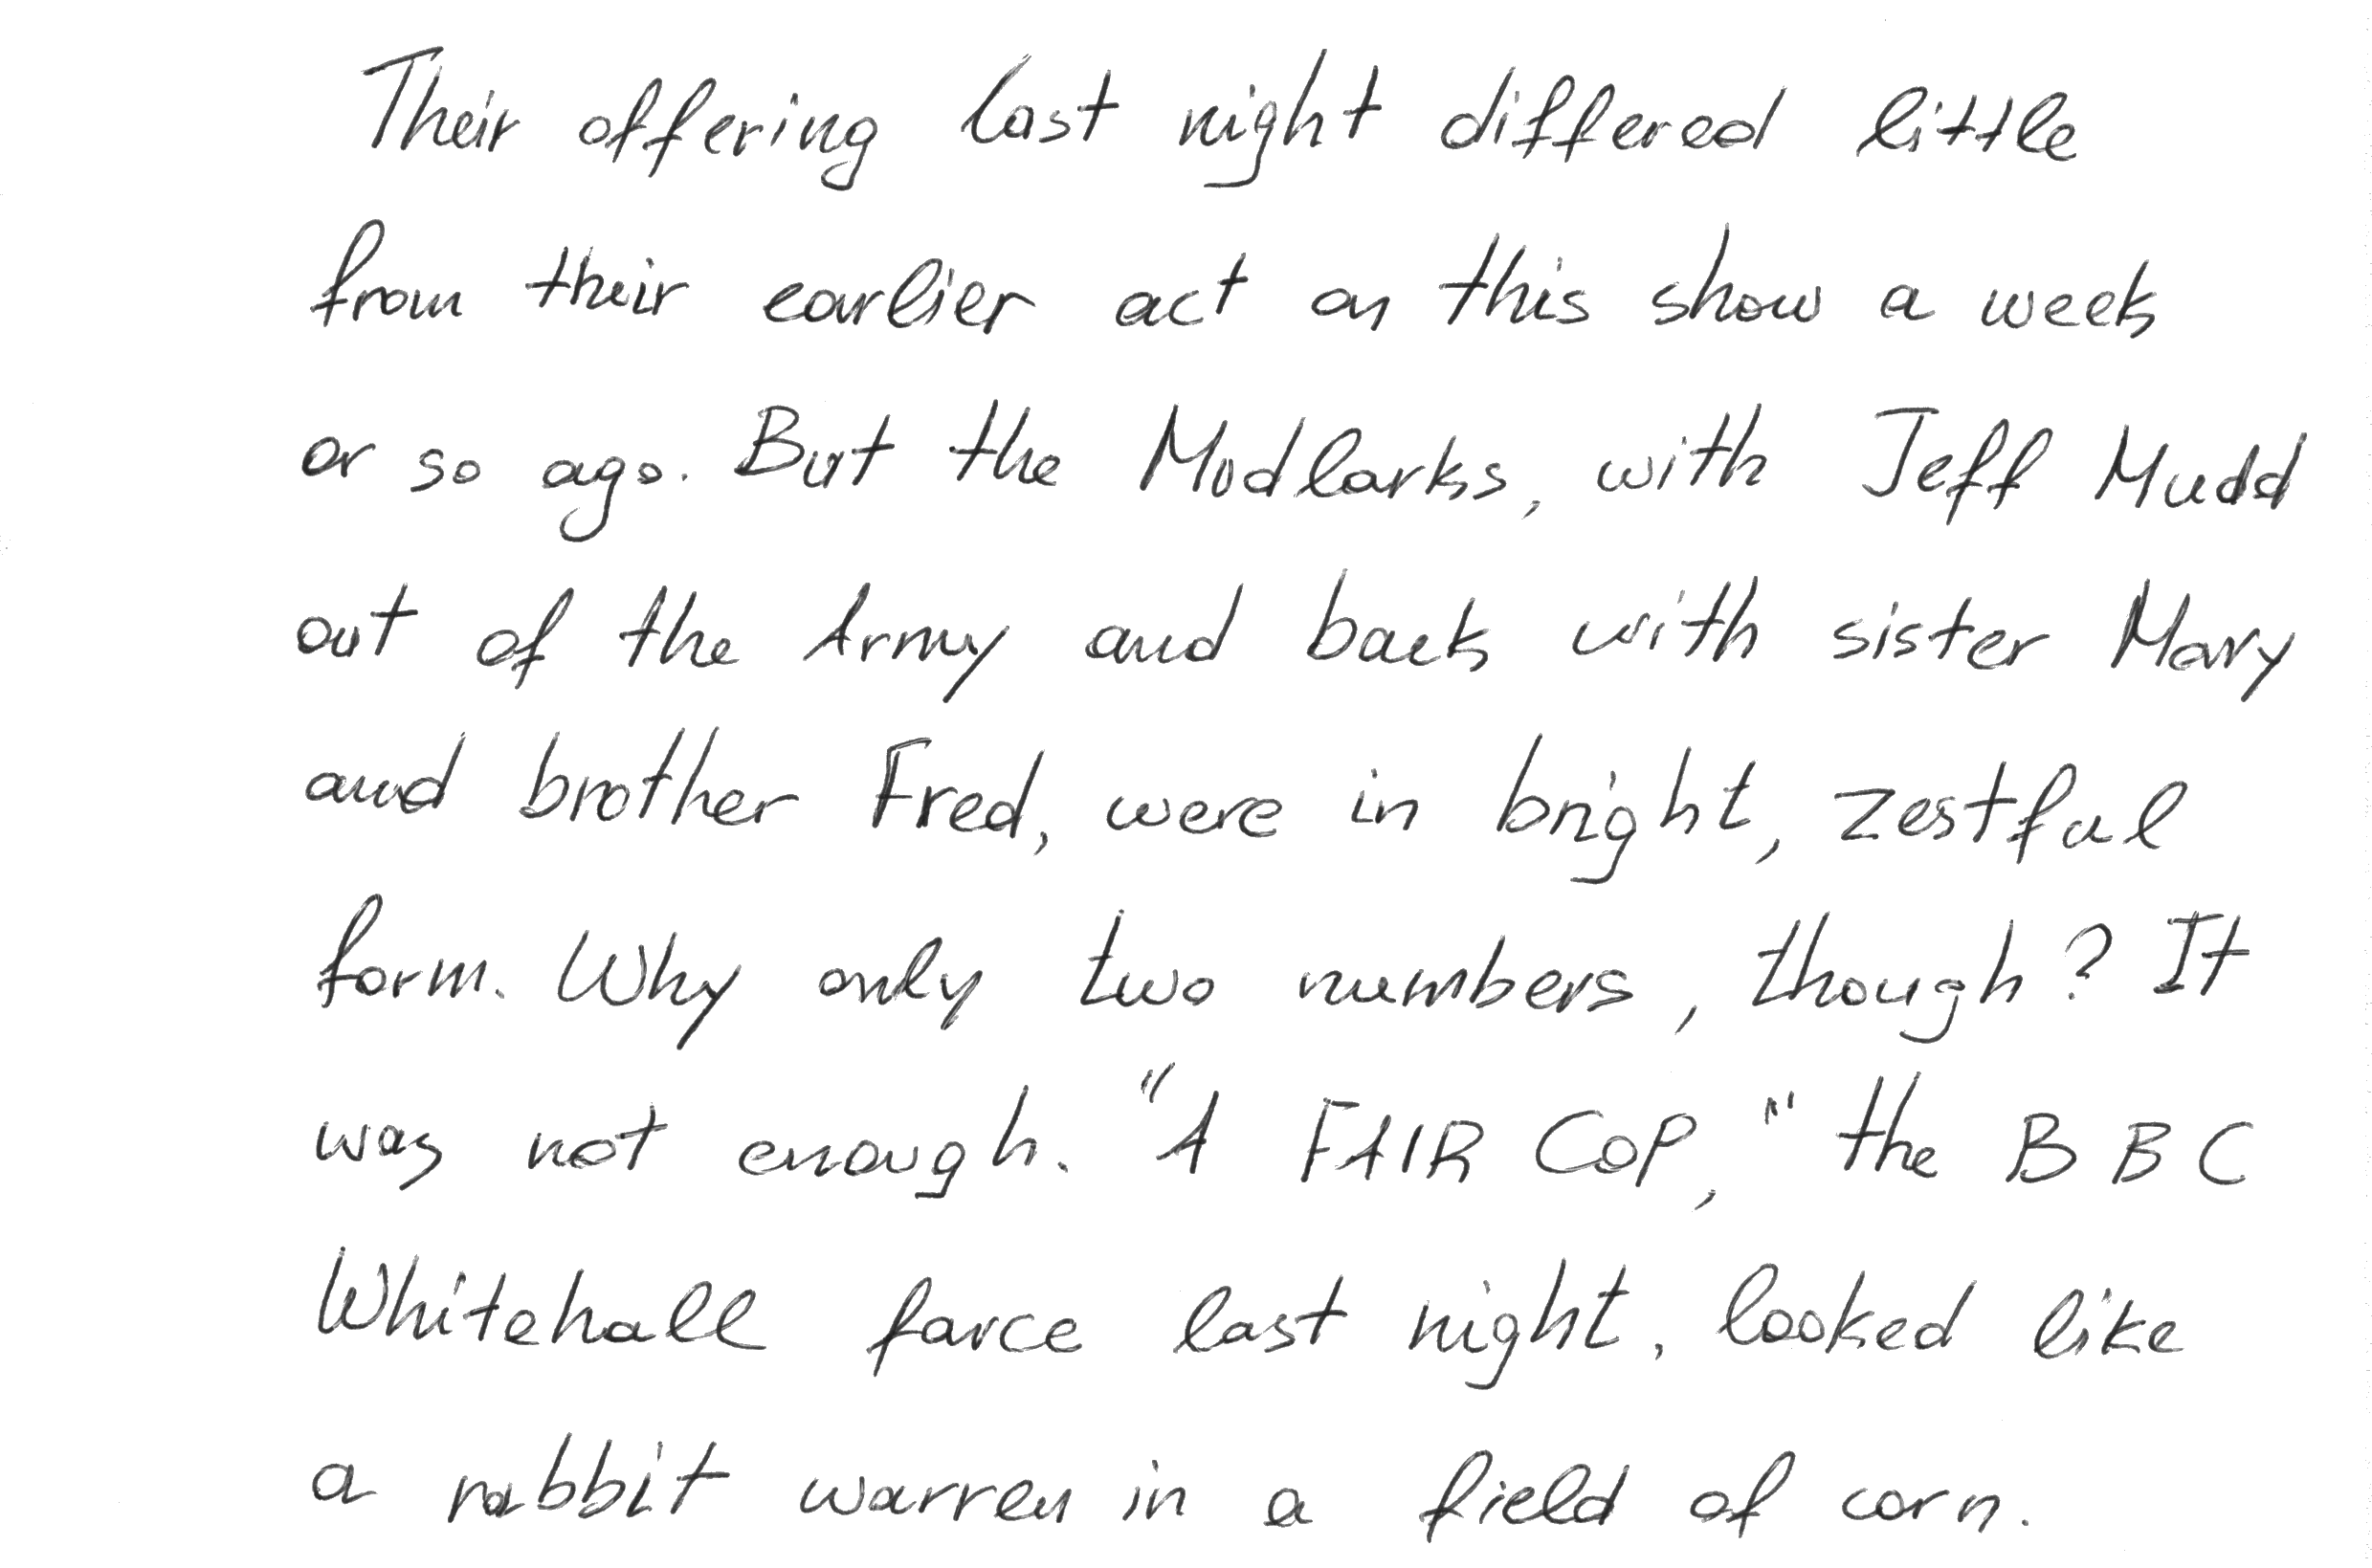 Their offering last night differed little
from their earlier act on this show a week
or so ago. But the Mudlarks, with Jeff Mudd
out of the Army and back with sister Mary
and brother Fred, were in bright, zestful
form. Why only two numbers, though? It
was not enough. "A FAIR COP," the BBC
Whitehall farce last night, looked like
a rabbit warren in a field of corn.